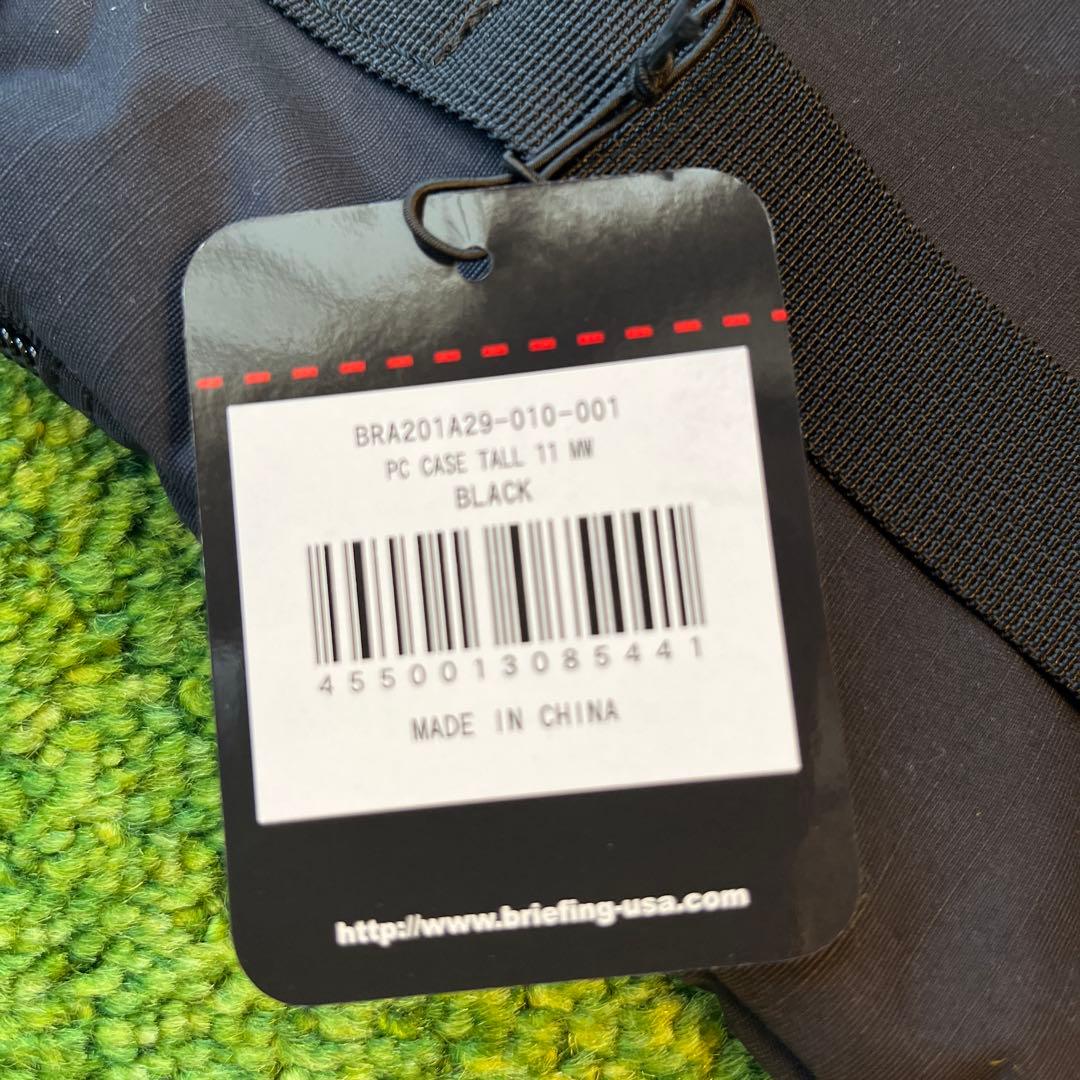 BRA201A29-010-001
PC CASE TALL 11 MW
BLACK
4550013085441
MADE IN CHINA
http://www.briefing-usa.com